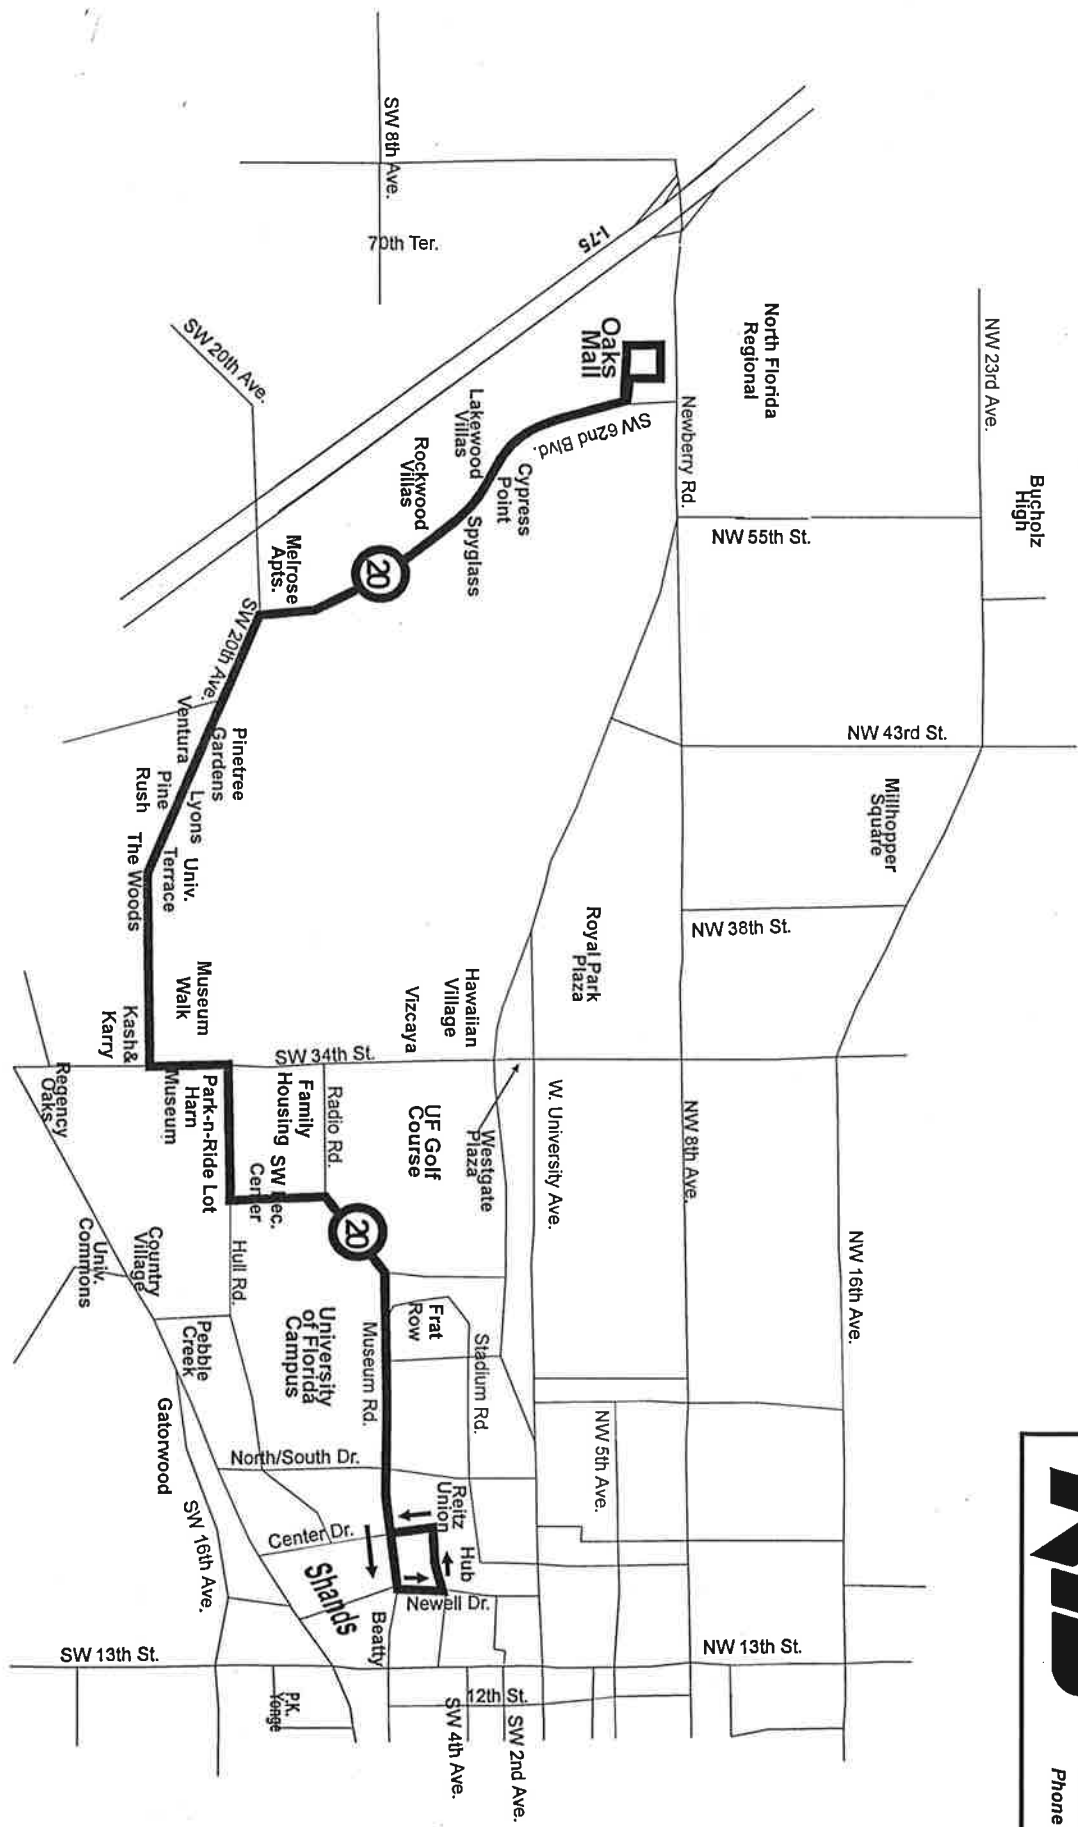 SW 8th Ave.
70th Ter.
I-75
SW 20th Ave.
Oaks
Mall
North Florida
Regional
NW 23rd Ave.
Bucholz
High
Newberry Rd.
SW 62nd Blvd.
Lakewood
Villas
Cypress
Point
Rockwood
Villas
Spyglass
NW 55th St.
20
Melrose
Apts.
SW 20th Ave.
Ventura
Pinetree
Gardens
NW 43rd St.
Millhopper
Square
Pine
Rush
Lyons
Univ.
Terrace
The Woods
NW 38th St.
Royal Park
Plaza
Museum
Walk
Hawaiian
Village
Vizcaya
Kash&
Karry
SW 34th St.
Regency
Oaks
Museum
Harn
Park-n-Ride Lot
Family
Housing
Radio Rd.
UF Golf
Course
Westgate
Plaza
W. University Ave.
NW 8th Ave.
SW
Center
20
Hull Rd.
Country
Village
Univ.
Commons
NW 16th Ave.
Pebble
Creek
University
of Florida
Campus
Museum Rd.
Frat
Row
Stadium Rd.
Gatorwood
North/South Dr.
NW 5th Ave.
Reitz
Union
SW 16th Ave.
Center Dr.
Hub
Shands
Newell Dr.
Beatty
SW 13th St.
NW 13th St.
P.K.
Yonge
12th St.
SW 4th Ave.
SW 2nd Ave.
Phone